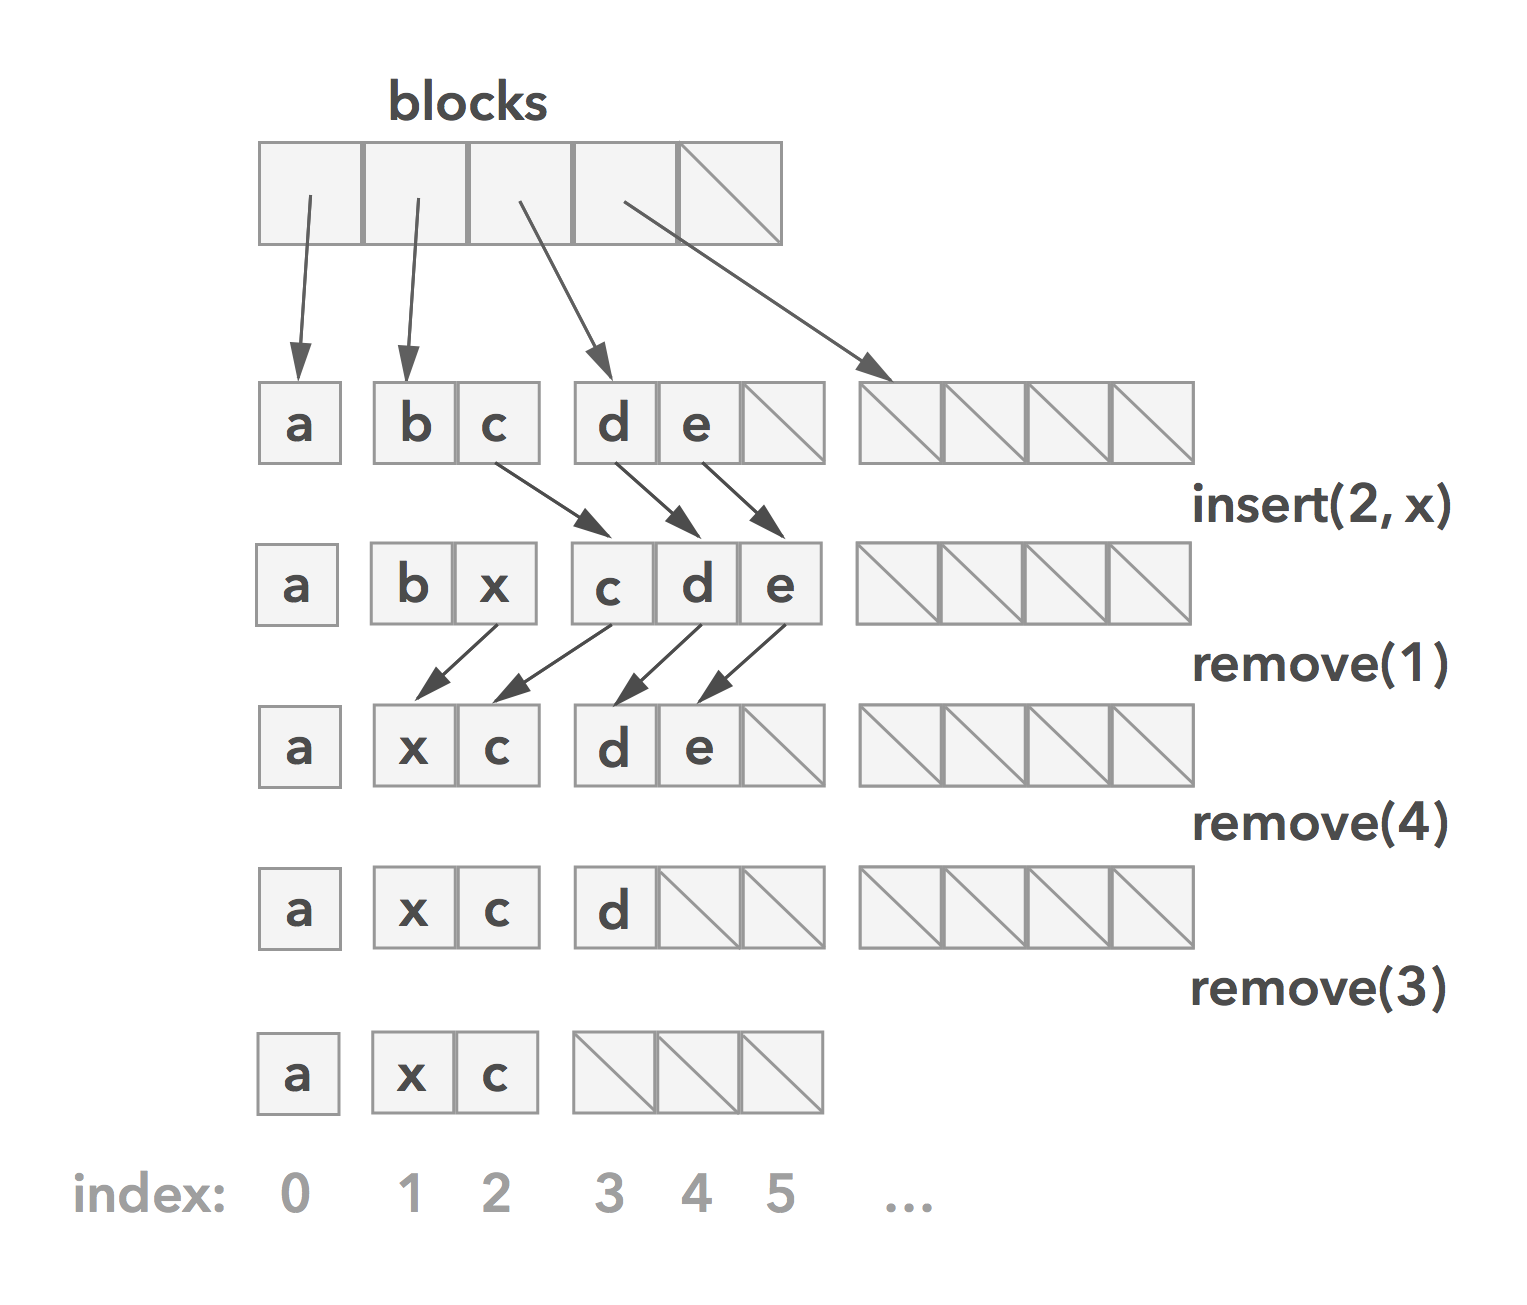 blocks
a b c d e
insert(2, x)
a b x c d e
remove(1)
a x c d e
remove(4)
a x c d
remove(3)
a x c
index: 0 1 2 3 4 5 ...